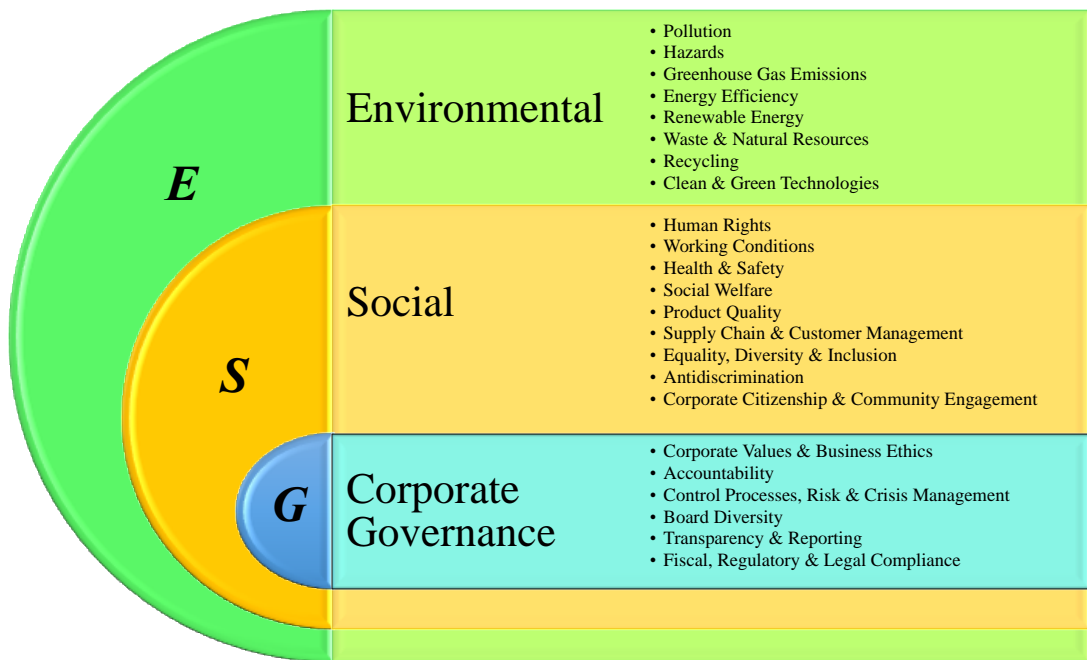 E
Environmental
• Pollution
• Hazards
• Greenhouse Gas Emissions
• Energy Efficiency
• Renewable Energy
• Waste & Natural Resources
• Recycling
• Clean & Green Technologies
S
Social
• Human Rights
• Working Conditions
• Health & Safety
• Social Welfare
• Product Quality
• Supply Chain & Customer Management
• Equality, Diversity & Inclusion
• Antidiscrimination
• Corporate Citizenship & Community Engagement
G
Corporate
Governance
• Corporate Values & Business Ethics
• Accountability
• Control Processes, Risk & Crisis Management
• Board Diversity
• Transparency & Reporting
• Fiscal, Regulatory & Legal Compliance